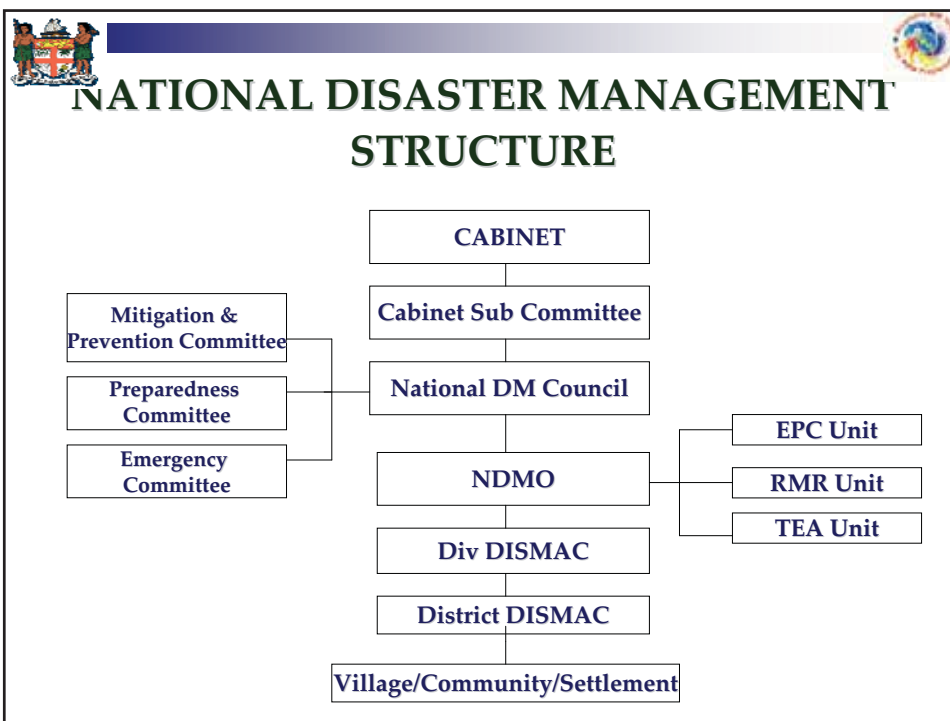 NATIONAL DISASTER MANAGEMENT
STRUCTURE
CABINET
Cabinet Sub Committee
National DM Council
NDMO
Div DISMAC
District DISMAC
Village/Community/Settlement
Mitigation &
Prevention Committee
Preparedness
Committee
Emergency
Committee
EPC Unit
RMR Unit
TEA Unit